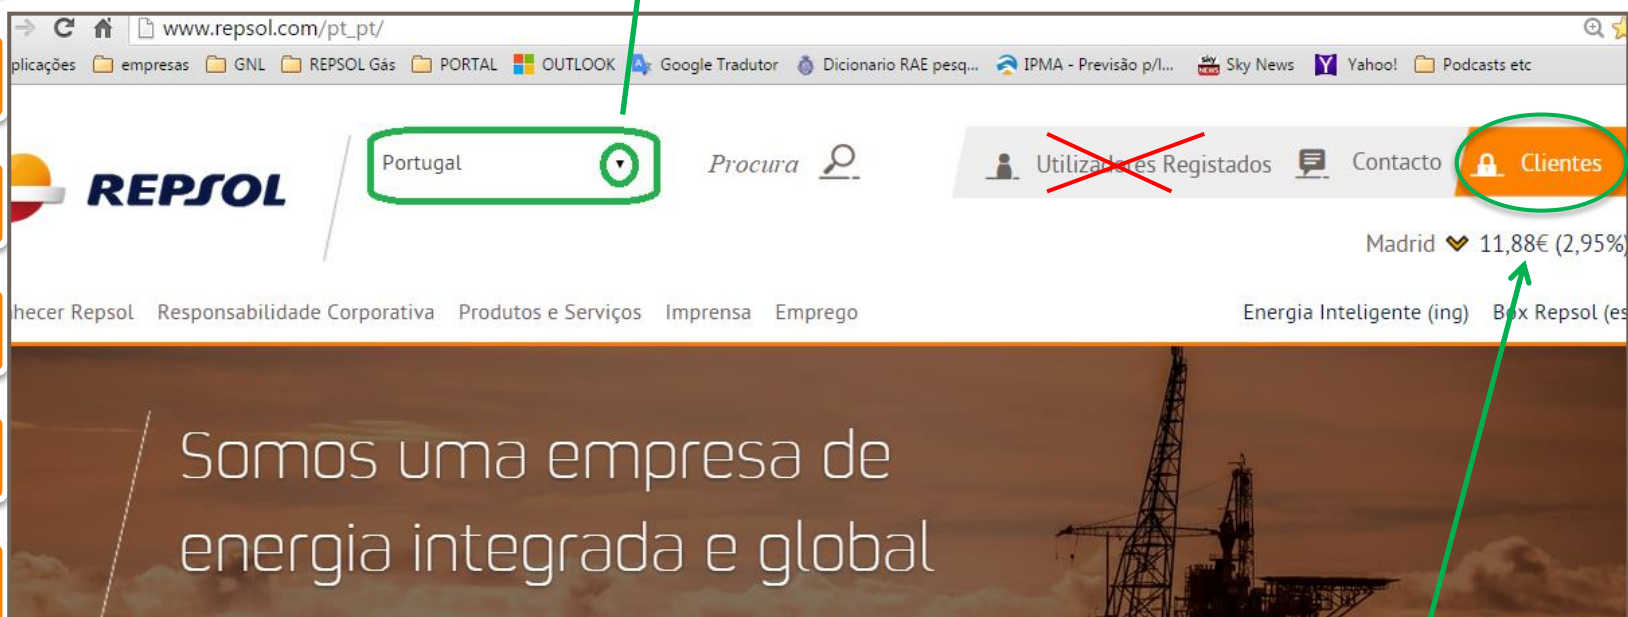 www.repsol.com/pt_pt/
plicações empresas GNL REPSOL Gás PORTAL OUTLOOK Google Tradutor Dicionario RAE pesq... IPMA - Previsão p/l... Sky News Yahoo! Podcasts etc
REPSOL Portugal Procura Utilizadores Registados Contacto Clientes
Madrid 11,88€ (2,95%)
hecer Repsol Responsabilidade Corporativa Produtos e Serviços Imprensa Emprego Energia Inteligente (ing) Box Repsol (es
Somos uma empresa de
energia integrada e global